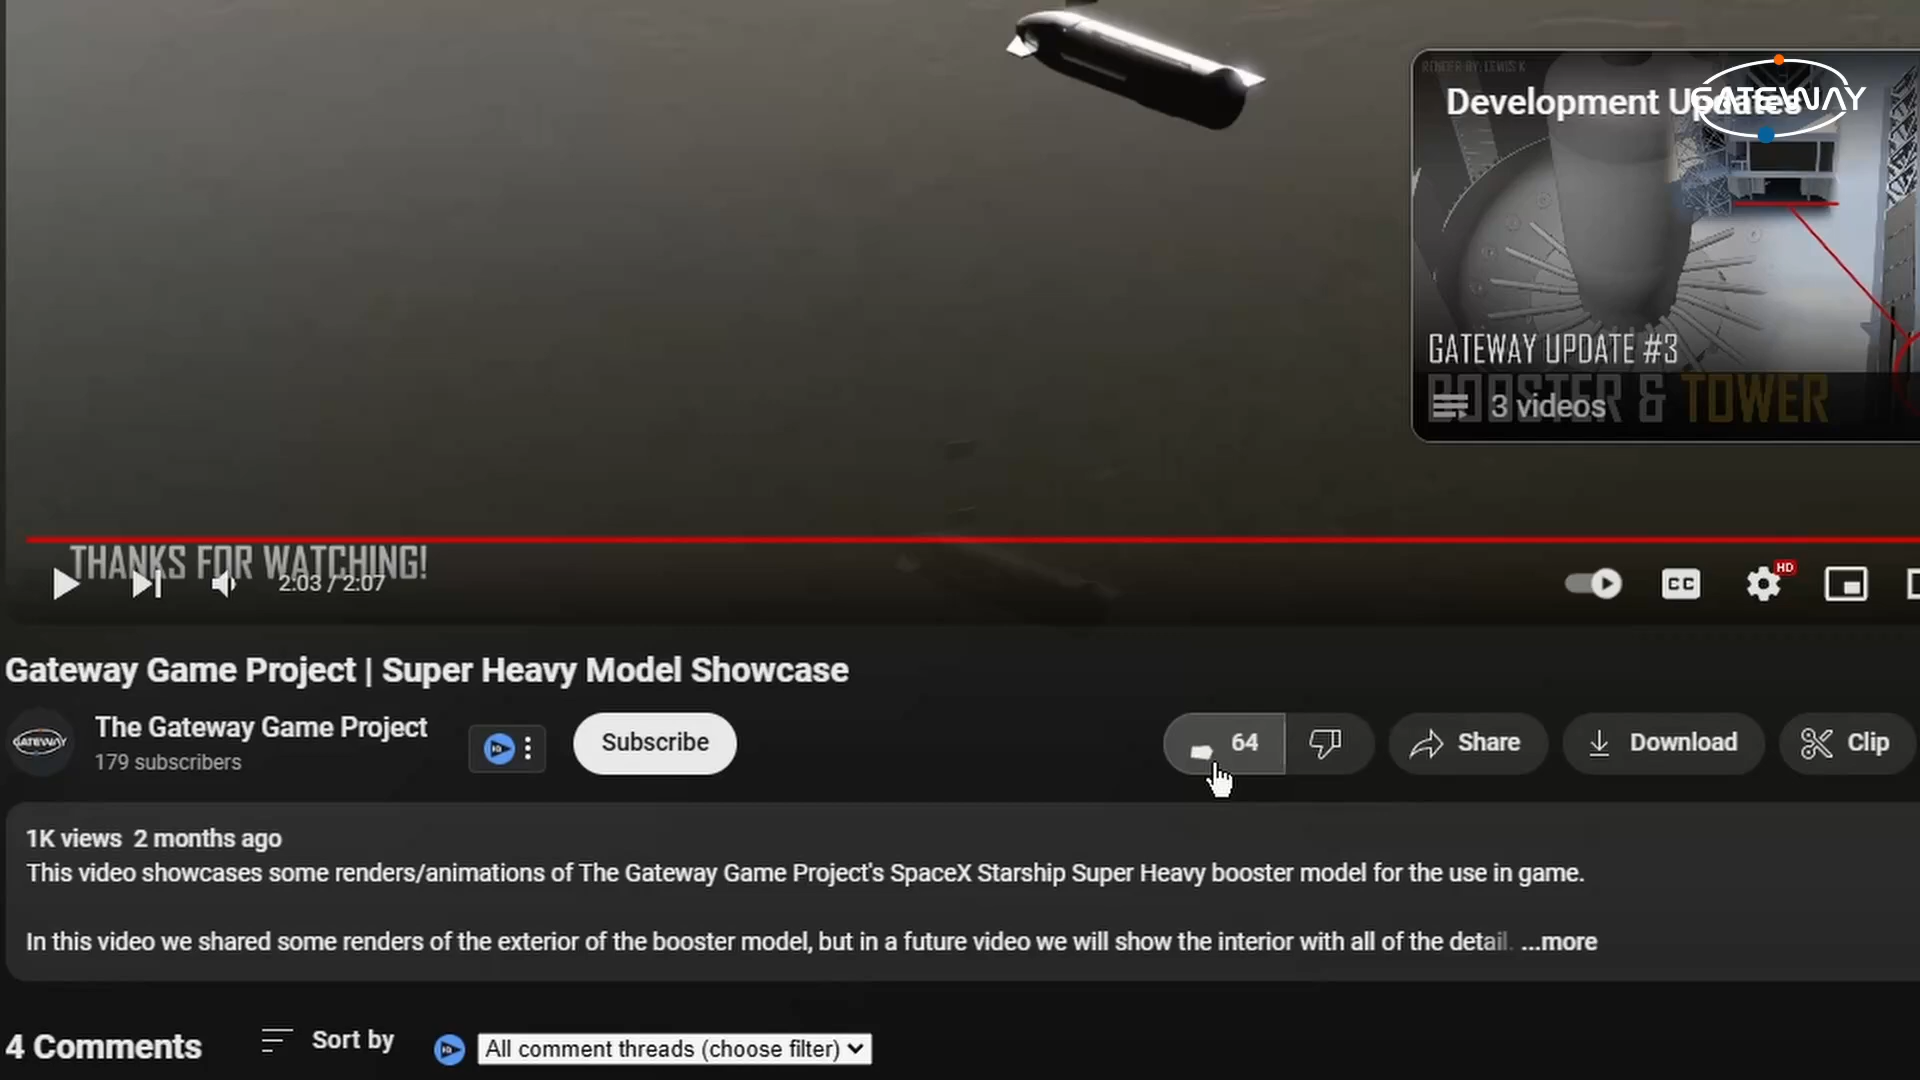 RENDER BY: LEWIS K
Development Updates
GATEWAY
GATEWAY UPDATE #3
BOOSTER & TOWER
3 videos
THANKS FOR WATCHING!
2:03 / 2:07
CC
HD
Gateway Game Project | Super Heavy Model Showcase
GATEWAY
The Gateway Game Project
179 subscribers
Subscribe
64
Share
Download
Clip
1K views 2 months ago
This video showcases some renders/animations of The Gateway Game Project's SpaceX Starship Super Heavy booster model for the use in game.
In this video we shared some renders of the exterior of the booster model, but in a future video we will show the interior with all of the detail. ...more
4 Comments
Sort by
All comment threads (choose filter)